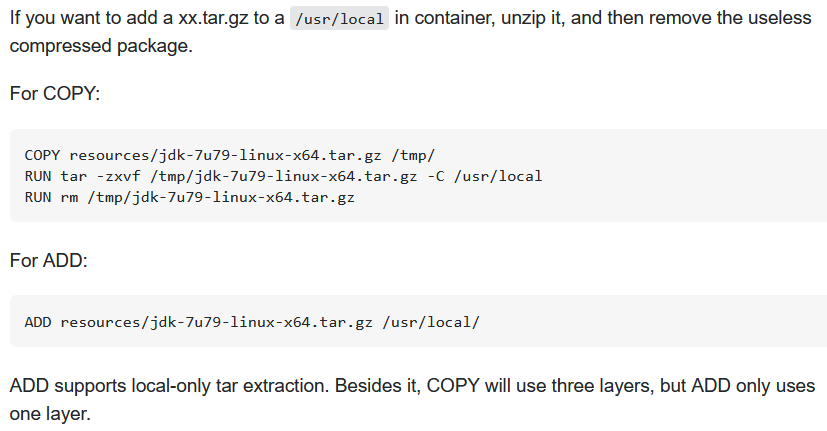 If you want to add a xx.tar.gz to a /usr/local in container, unzip it, and then remove the useless
compressed package.
For COPY:
COPY resources/jdk-7u79-linux-x64.tar.gz /tmp/
RUN tar -zxvf /tmp/jdk-7u79-linux-x64.tar.gz -C /usr/local
RUN rm /tmp/jdk-7u79-linux-x64.tar.gz
For ADD:
ADD resources/jdk-7u79-linux-x64.tar.gz /usr/local/
ADD supports local-only tar extraction. Besides it, COPY will use three layers, but ADD only uses
one layer.